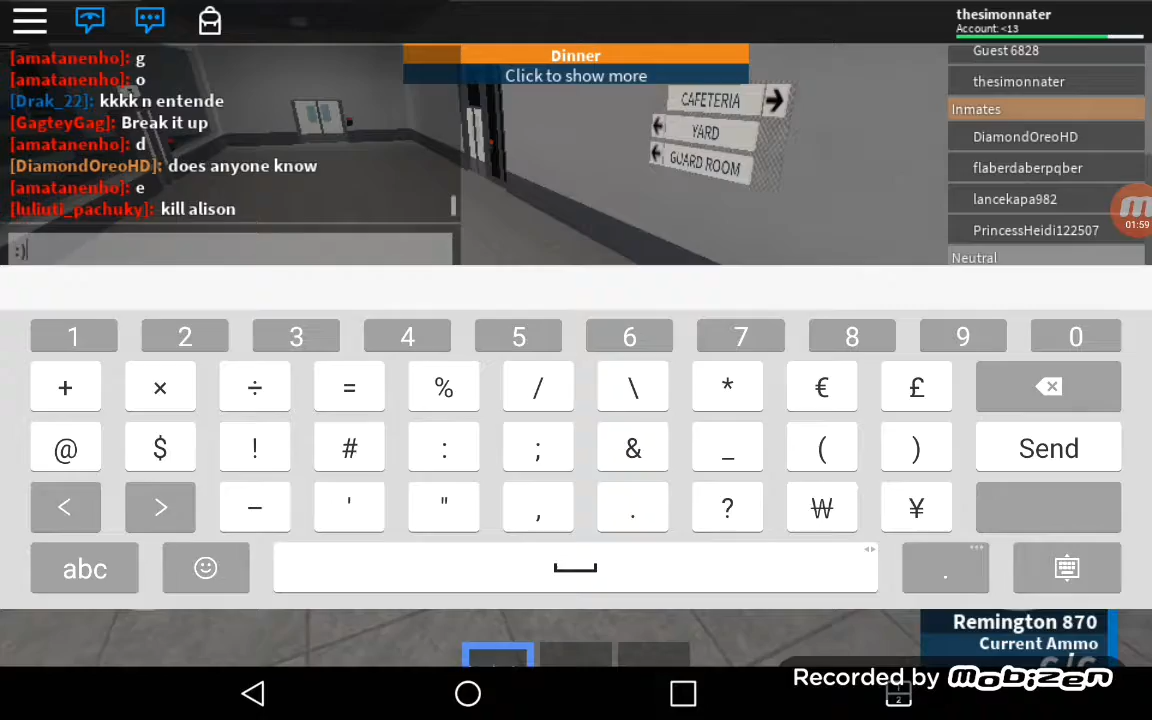 thesimonnater
Account: <13
[amatanenho]: g
[amatanenho]: o
[Drak_22]: kkkk n entende
[GagteyGag]: Break it up
[amatanenho]: d
[DiamondOreoHD]: does anyone know
[amatanenho]: e
[luliuti_pachuky]: kill alison
:)
Dinner
Click to show more
CAFETERIA
YARD
GUARD ROOM
Guest 6828
thesimonnater
Inmates
DiamondOreoHD
flaberdaberpqber
lancekapa982
PrincessHeidi122507
Neutral
01:59
1 2 3 4 5 6 7 8 9 0
+ × ÷ = % / \ * € £
@ $ ! # : ; & _ ( ) Send
< > – ' " , . ? ₩ ¥
abc .
Remington 870
Current Ammo
Recorded by mobizen